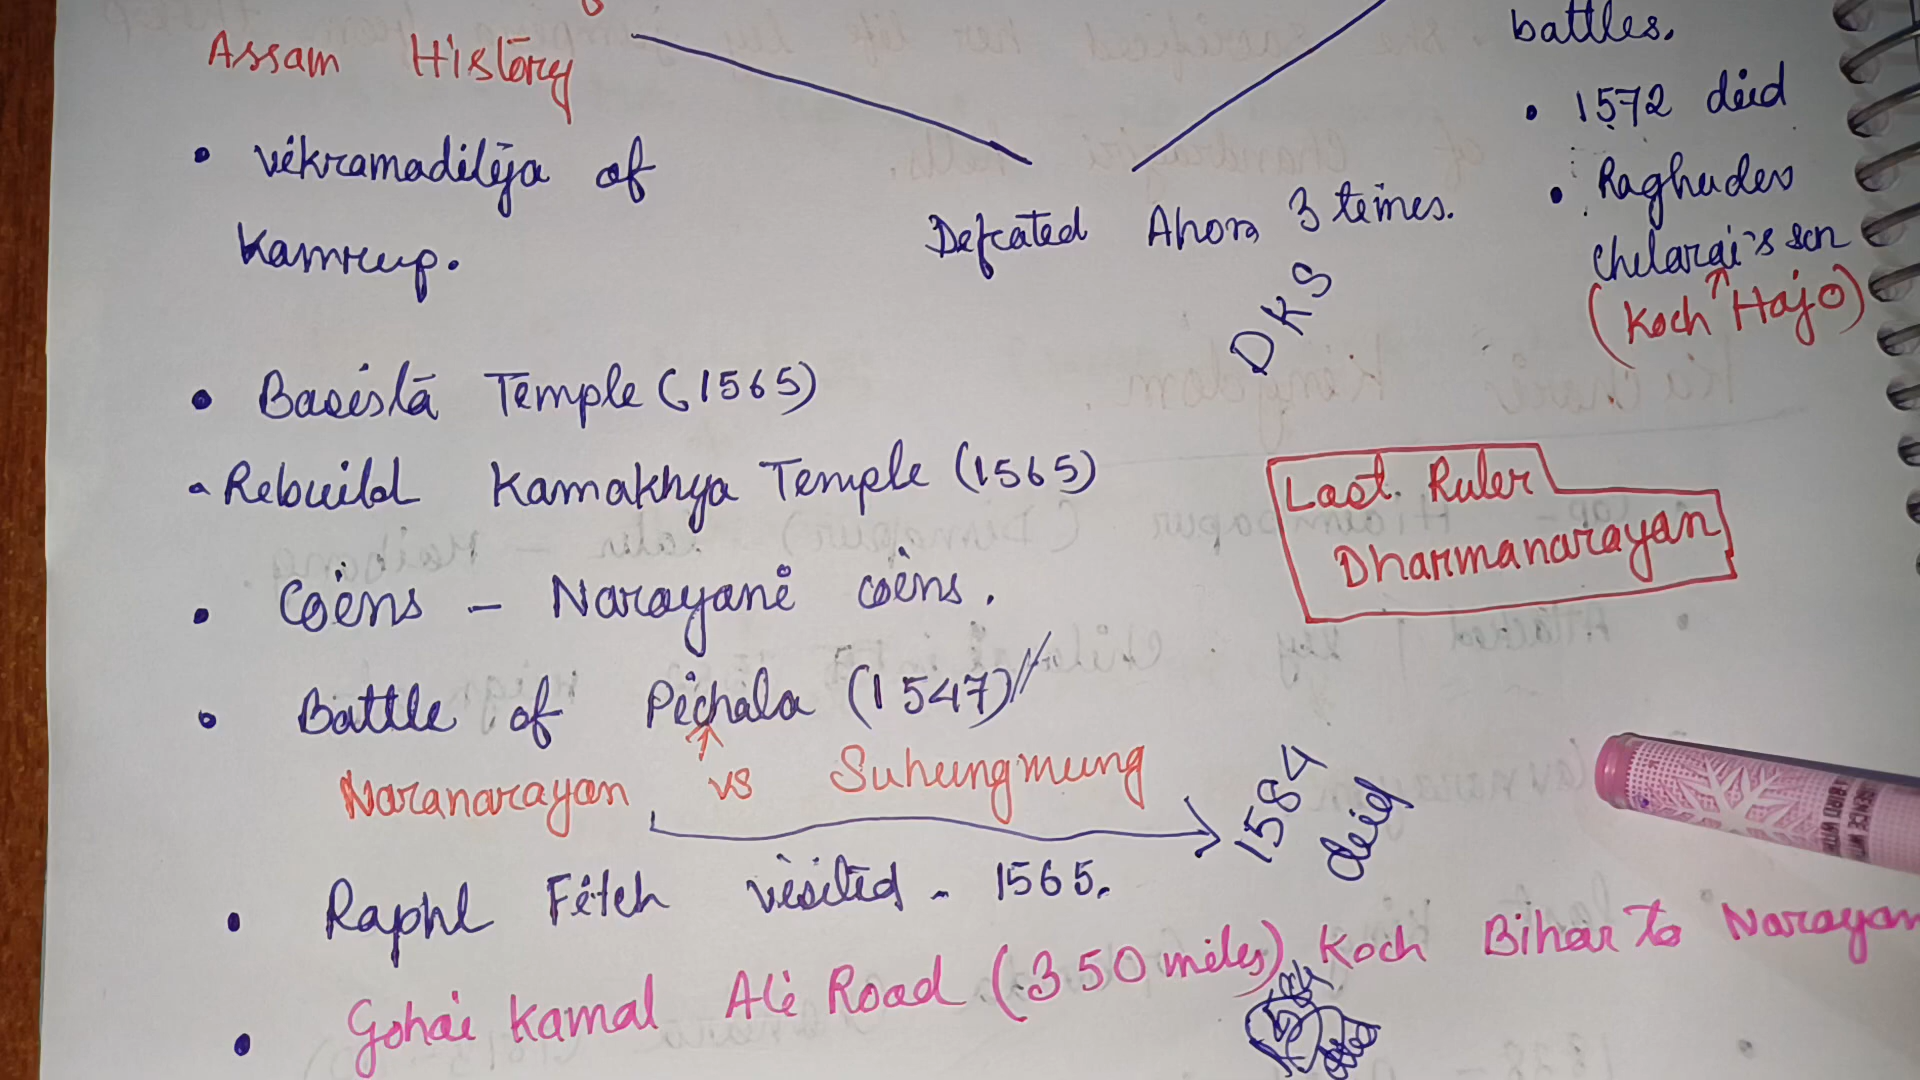 Assam History
• vikramaditya of
Kamrup.
Defeated Ahom 3 times.
battles.
• 1572 died
• Raghudev
chilarai's son
(Koch Hajo)
DKS
• Basista Temple (1565)
- Rebuild Kamakhya Temple (1565)
Last. Ruler
Dharmanarayan
• Coins - Narayani coins.
• Battle of Pichala (1547)
Naranarayan vs Suhungmung
1584
died
• Raphl Fitch visited - 1565.
• Gohai Kamal Ali Road (350 miles) Koch Bihar to Narayan